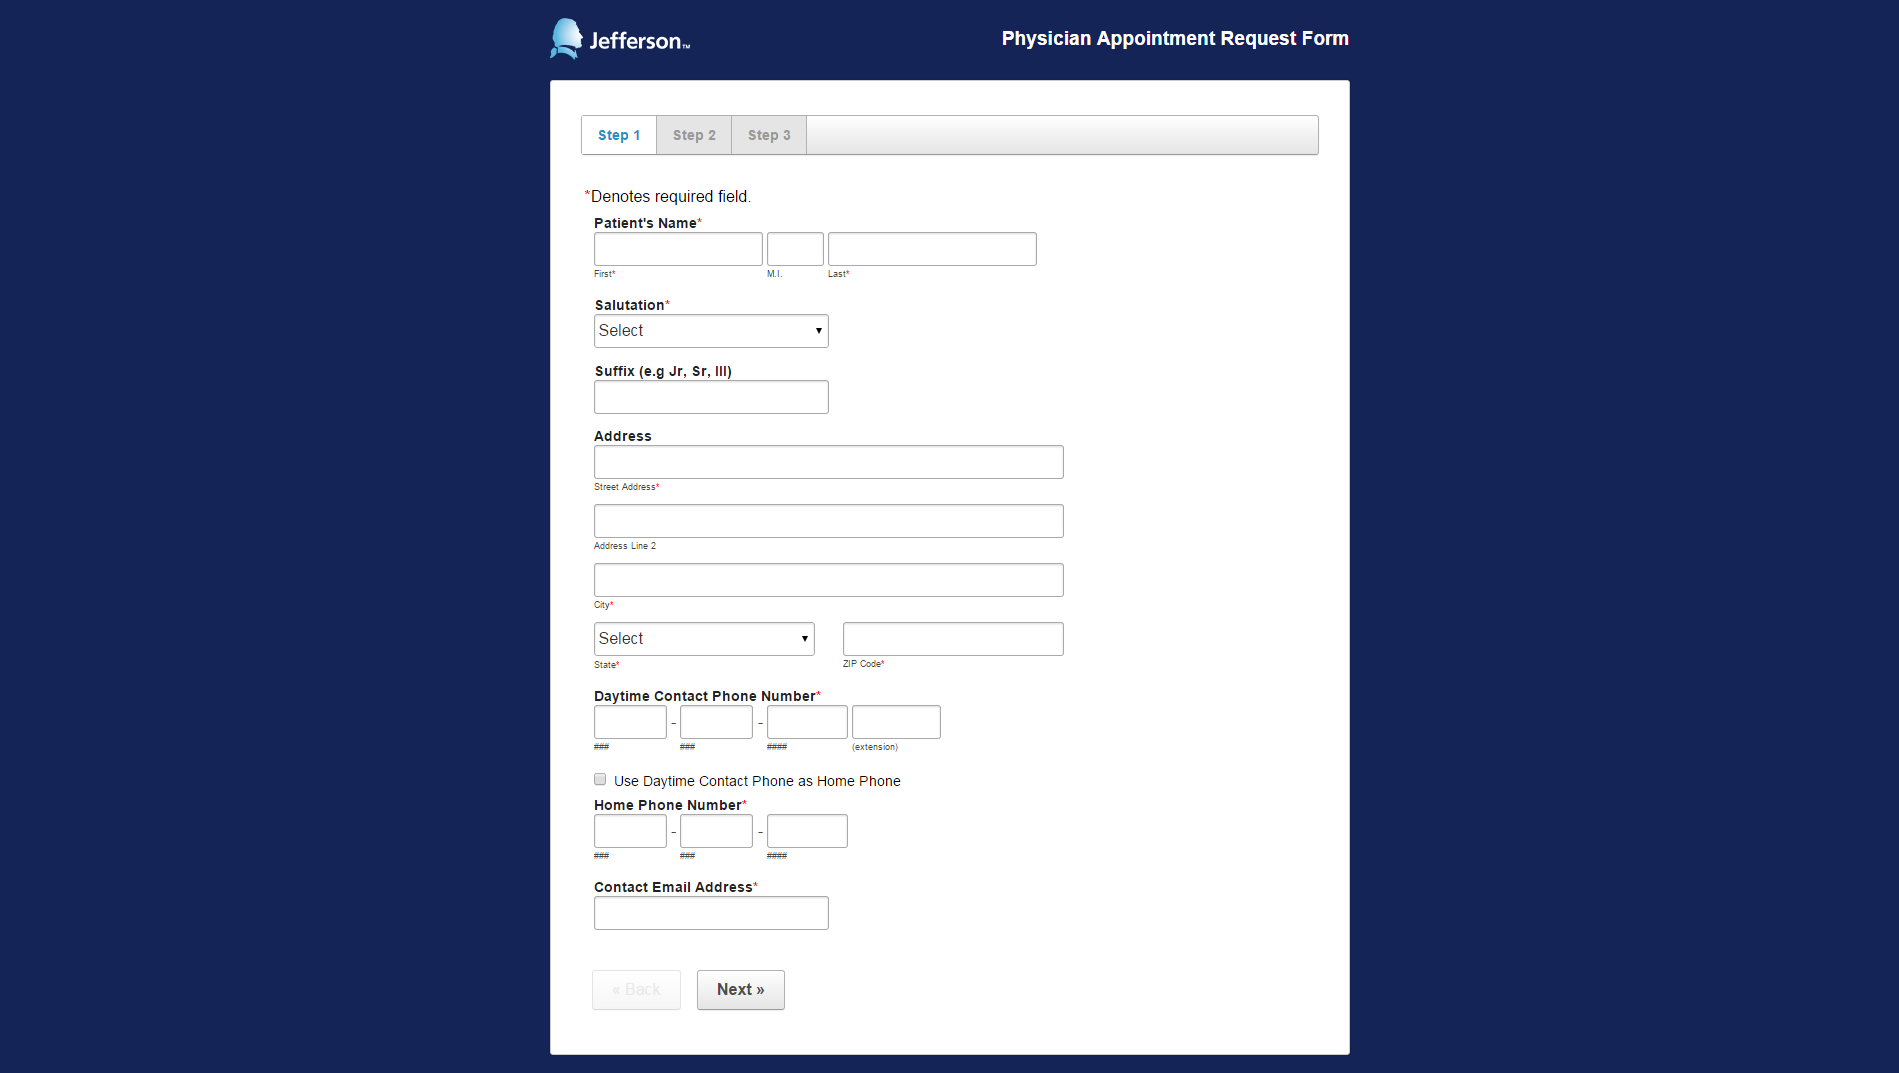 Jefferson™
Physician Appointment Request Form
Step 1 Step 2 Step 3
*Denotes required field.
Patient's Name*
First* M.I. Last*
Salutation*
Select
Suffix (e.g Jr, Sr, III)
Address
Street Address*
Address Line 2
City*
Select
State* ZIP Code*
Daytime Contact Phone Number*
- -
### ### #### (extension)
Use Daytime Contact Phone as Home Phone
Home Phone Number*
- -
### ### ####
Contact Email Address*
« Back Next »